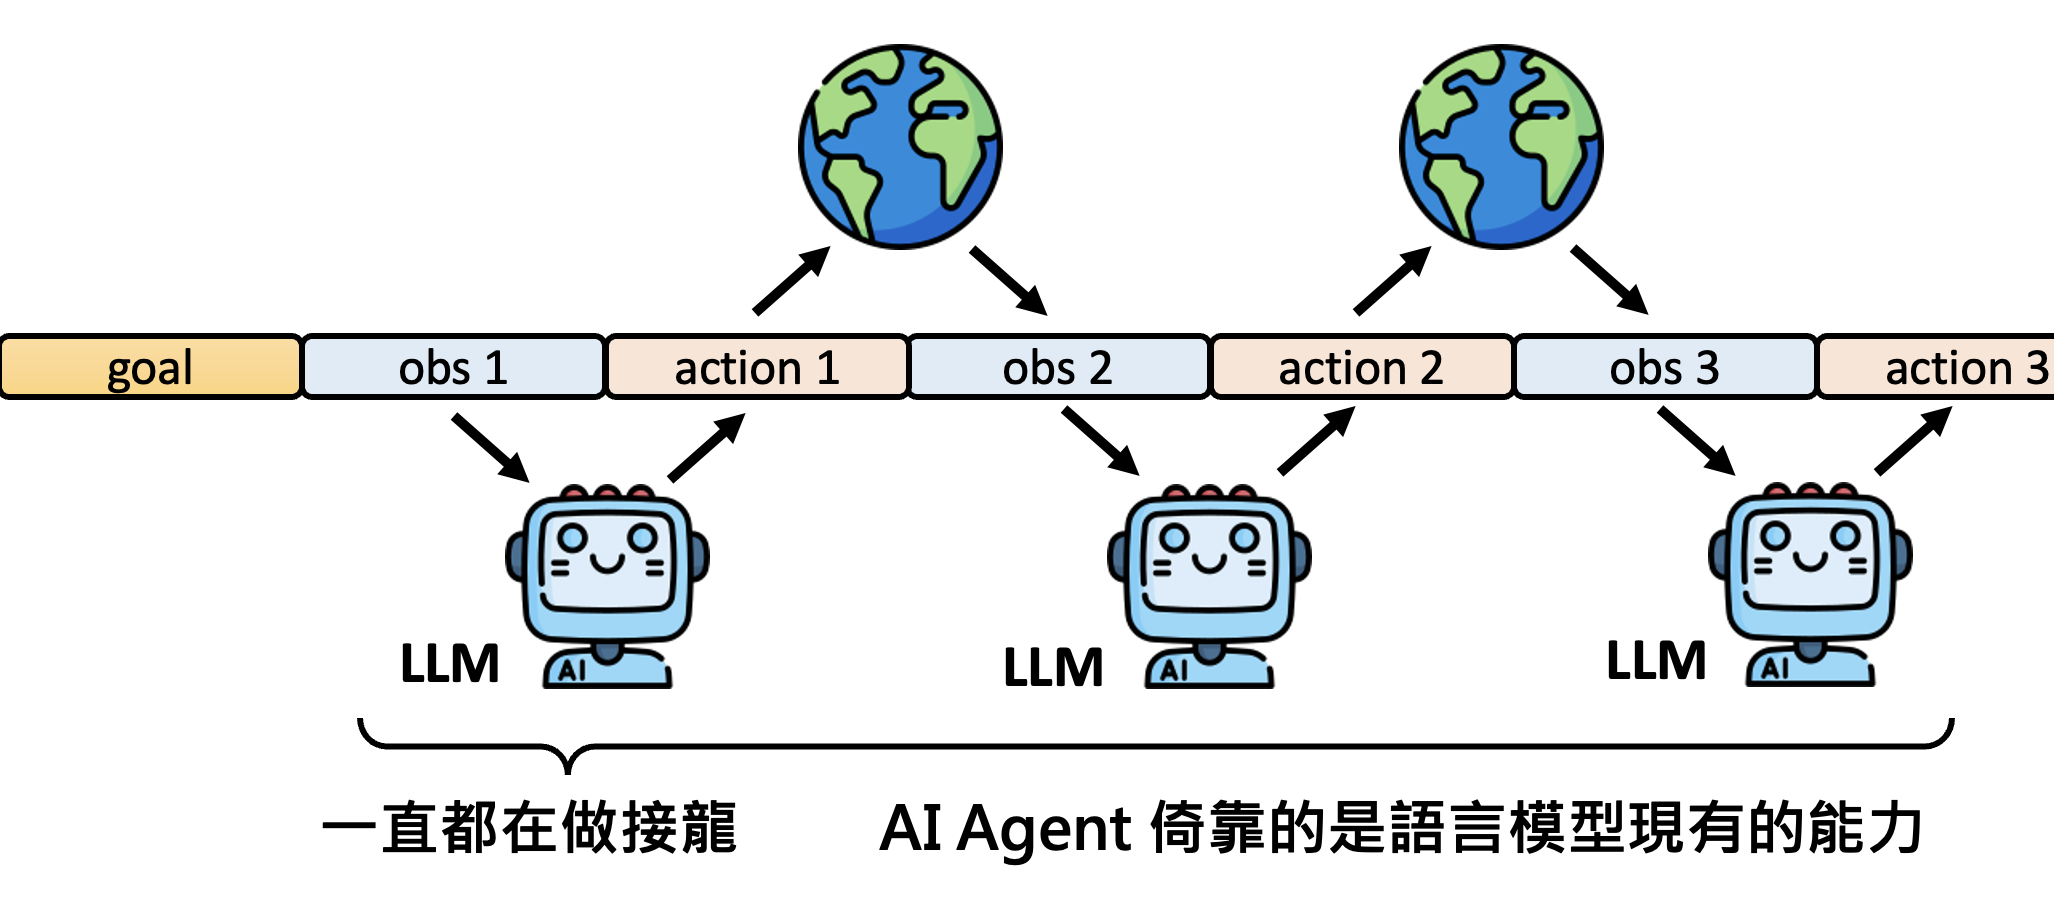 goal
obs 1
action 1
obs 2
action 2
obs 3
action 3
LLM
AI
LLM
AI
LLM
AI
一直都在做接龍
AI Agent 倚靠的是語言模型現有的能力